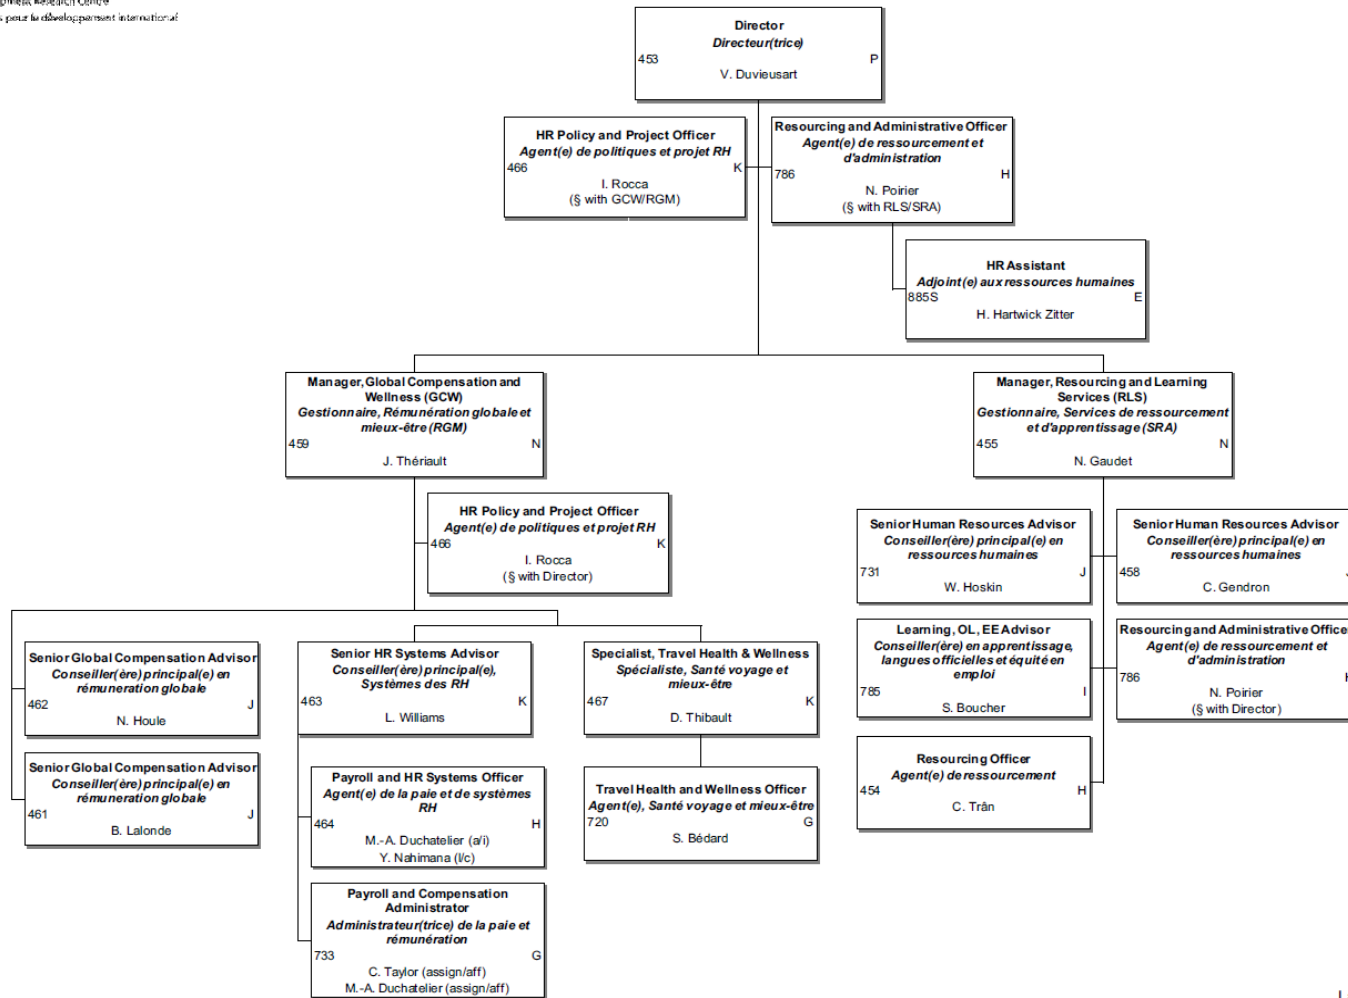 pour le développement international
Director
Directeur(trice)
453 P
V. Duvieusart
HR Policy and Project Officer
Agent(e) de politiques et projet RH
466 K
I. Rocca
(§ with GCW/RGM)
Resourcing and Administrative Officer
Agent(e) de ressourcement et
d'administration
786 H
N. Poirier
(§ with RLS/SRA)
HR Assistant
Adjoint(e) aux ressources humaines
885S E
H. Hartwick Zitter
Manager, Global Compensation and
Wellness (GCW)
Gestionnaire, Rémunération globale et
mieux-être (RGM)
459 N
J. Thériault
Manager, Resourcing and Learning
Services (RLS)
Gestionnaire, Services de ressourcement
et d'apprentissage (SRA)
455 N
N. Gaudet
HR Policy and Project Officer
Agent(e) de politiques et projet RH
466 K
I. Rocca
(§ with Director)
Senior Human Resources Advisor
Conseiller(ère) principal(e) en
ressources humaines
731 J
W. Hoskin
Senior Human Resources Advisor
Conseiller(ère) principal(e) en
ressources humaines
458
C. Gendron
Senior Global Compensation Advisor
Conseiller(ère) principal(e) en
rémuneration globale
462 J
N. Houle
Senior HR Systems Advisor
Conseiller(ère) principal(e),
Systèmes des RH
463 K
L. Williams
Specialist, Travel Health & Wellness
Spécialiste, Santé voyage et
mieux-être
467 K
D. Thibault
Learning, OL, EE Advisor
Conseiller(ère) en apprentissage,
langues officielles et équité en
emploi
785 I
S. Boucher
Resourcing and Administrative Officer
Agent(e) de ressourcement et
d'administration
786
N. Poirier
(§ with Director)
Senior Global Compensation Advisor
Conseiller(ère) principal(e) en
rémuneration globale
461 J
B. Lalonde
Payroll and HR Systems Officer
Agent(e) de la paie et de systèmes
RH
464 H
M.-A. Duchatelier (a/i)
Y. Nahimana (l/c)
Travel Health and Wellness Officer
Agent(e), Santé voyage et mieux-être
720 G
S. Bédard
Resourcing Officer
Agent(e) de ressourcement
454 H
C. Trân
Payroll and Compensation
Administrator
Administrateur(trice) de la paie et
rémunération
733 G
C. Taylor (assign/aff)
M.-A. Duchatelier (assign/aff)